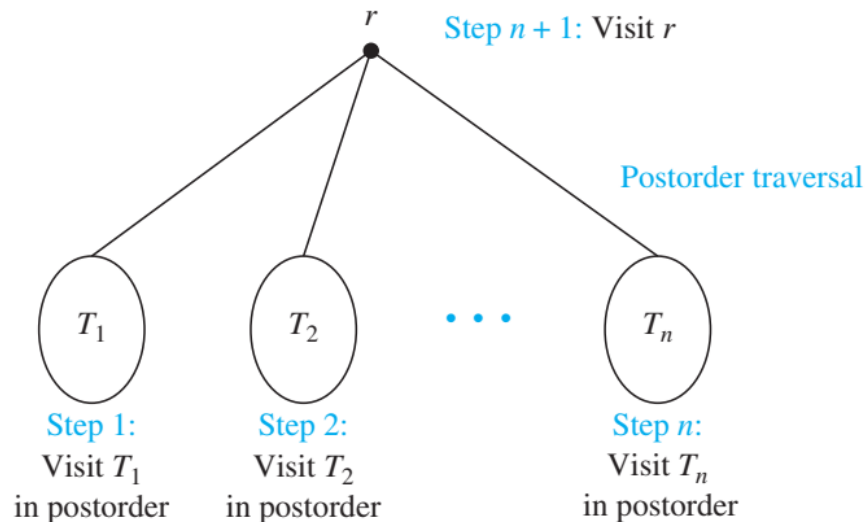 r
Step n + 1: Visit r
Postorder traversal
T₁
T₂
. . .
Tₙ
Step 1:
Visit T₁
in postorder
Step 2:
Visit T₂
in postorder
Step n:
Visit Tₙ
in postorder